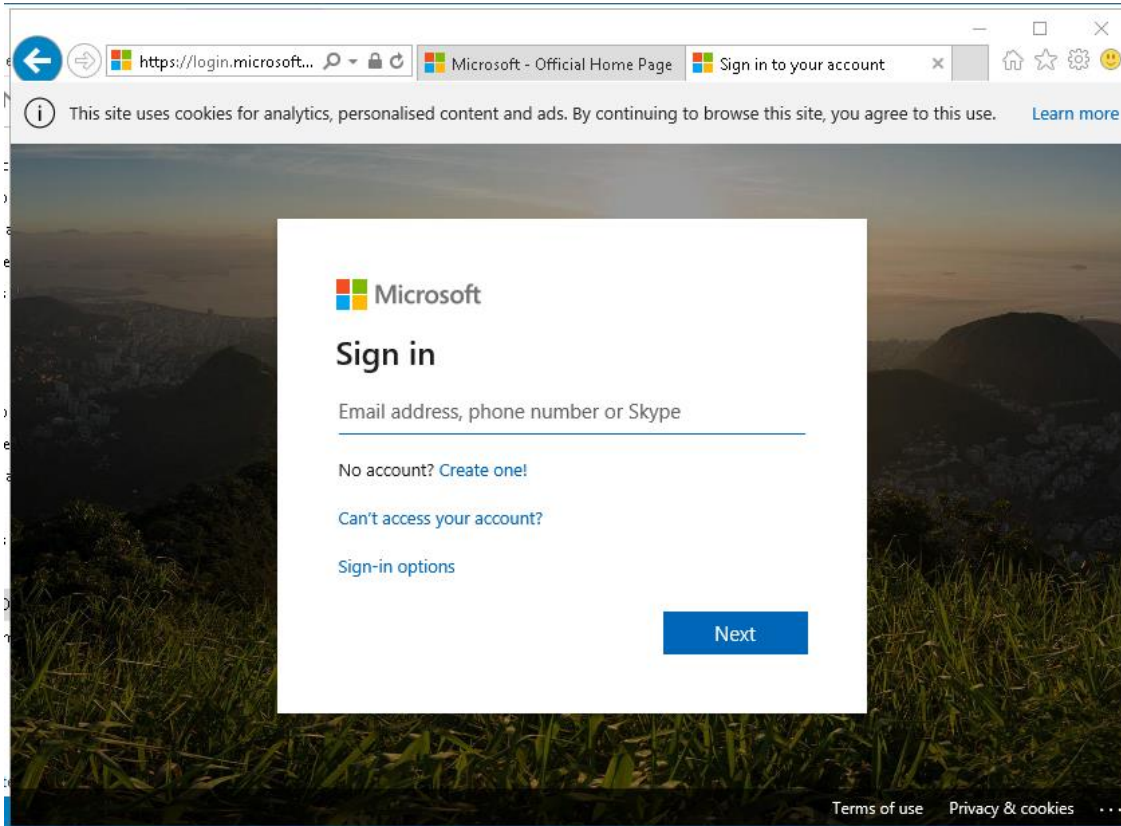 https://login.microsoft...
Microsoft - Official Home Page
Sign in to your account
This site uses cookies for analytics, personalised content and ads. By continuing to browse this site, you agree to this use. Learn more
Microsoft
Sign in
Email address, phone number or Skype
No account? Create one!
Can't access your account?
Sign-in options
Next
Terms of use Privacy & cookies ...